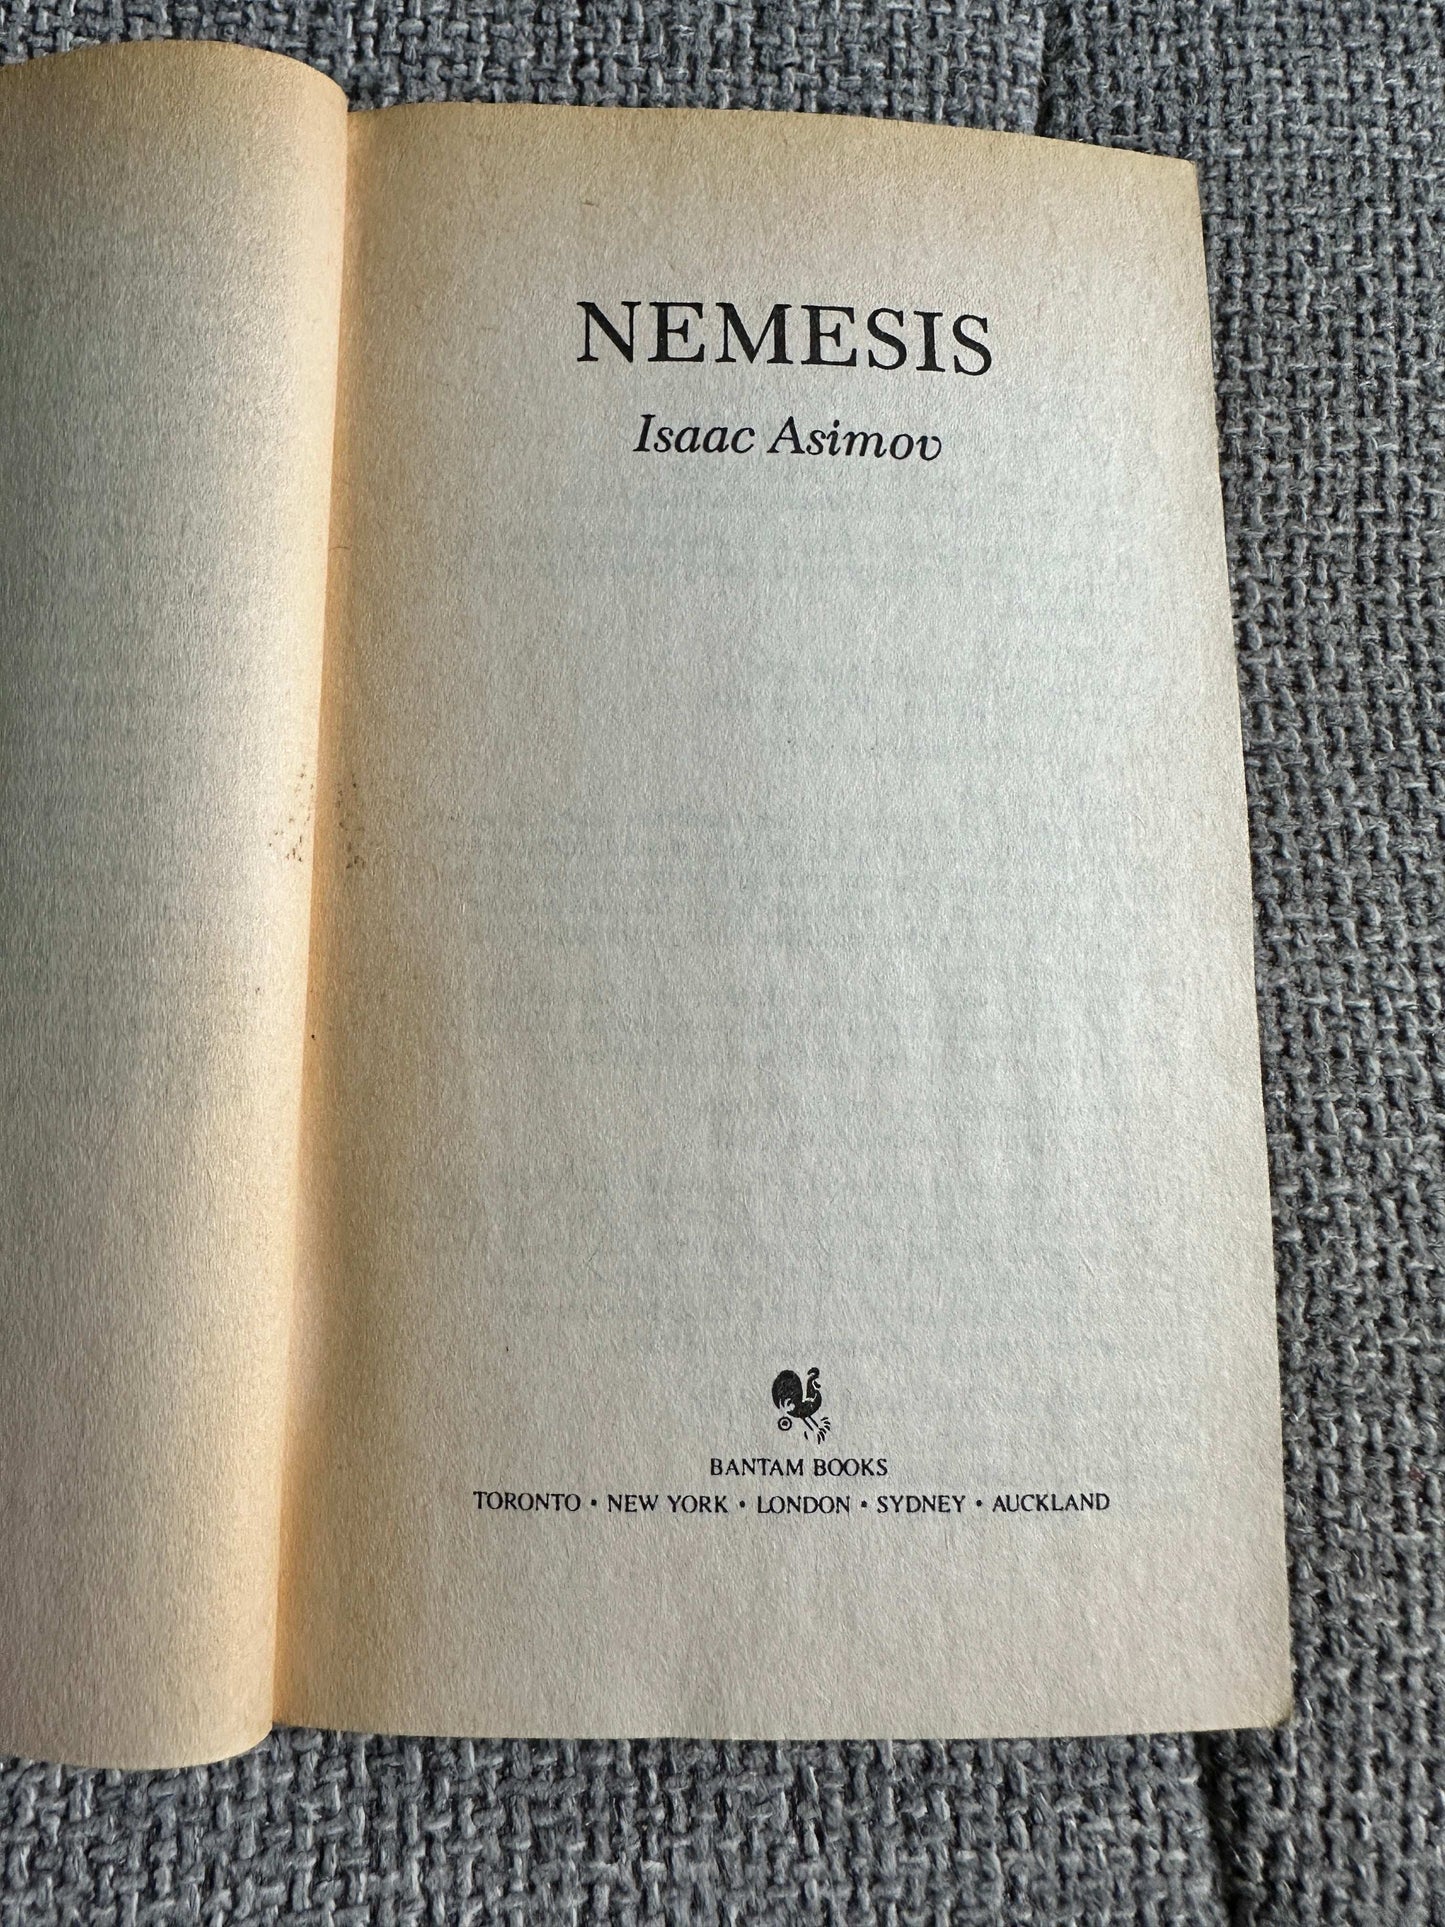 NEMESIS
Isaac Asimov
BANTAM BOOKS
TORONTO • NEW YORK • LONDON • SYDNEY • AUCKLAND